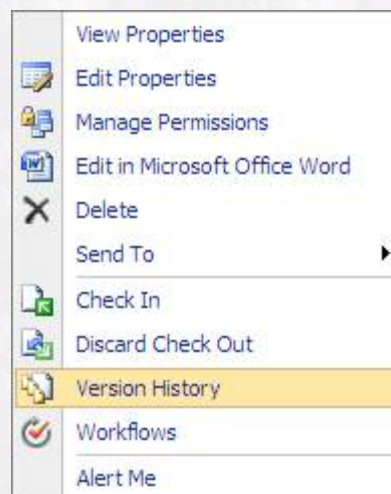 View Properties
Edit Properties
Manage Permissions
Edit in Microsoft Office Word
Delete
Send To
Check In
Discard Check Out
Version History
Workflows
Alert Me